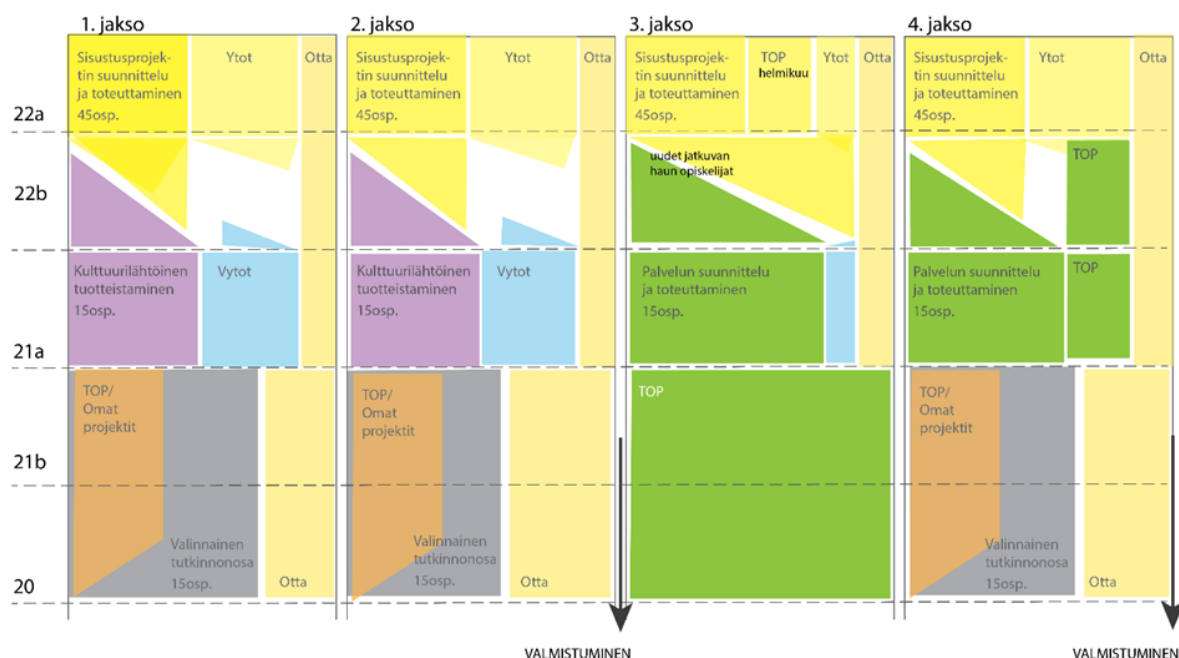 1. jakso
2. jakso
3. jakso
4. jakso
22a
Sisustusprojek-
tin suunnittelu
ja toteuttaminen
45osp.
Ytot
Otta
Sisustusprojek-
tin suunnittelu
ja toteuttaminen
45osp.
Ytot
Otta
Sisustusprojek-
tin suunnittelu
ja toteuttaminen
45osp.
TOP
helmikuu
Ytot
Otta
Sisustusprojek-
tin suunnittelu
ja toteuttaminen
45osp.
Ytot
Otta
22b
uudet jatkuvan
haun opiskelijat
TOP
21a
Kulttuurilähtöinen
tuotteistaminen
15osp.
Vytot
Kulttuurilähtöinen
tuotteistaminen
15osp.
Vytot
Palvelun suunnittelu
ja toteuttaminen
15osp.
Palvelun suunnittelu
ja toteuttaminen
15osp.
TOP
21b
TOP/
Omat
projektit
TOP/
Omat
projektit
TOP
TOP/
Omat
projektit
20
Valinnainen
tutkinnonosa
15osp.
Otta
Valinnainen
tutkinnonosa
15osp.
Otta
Valinnainen
tutkinnonosa
15osp.
Otta
VALMISTUMINEN
VALMISTUMINEN